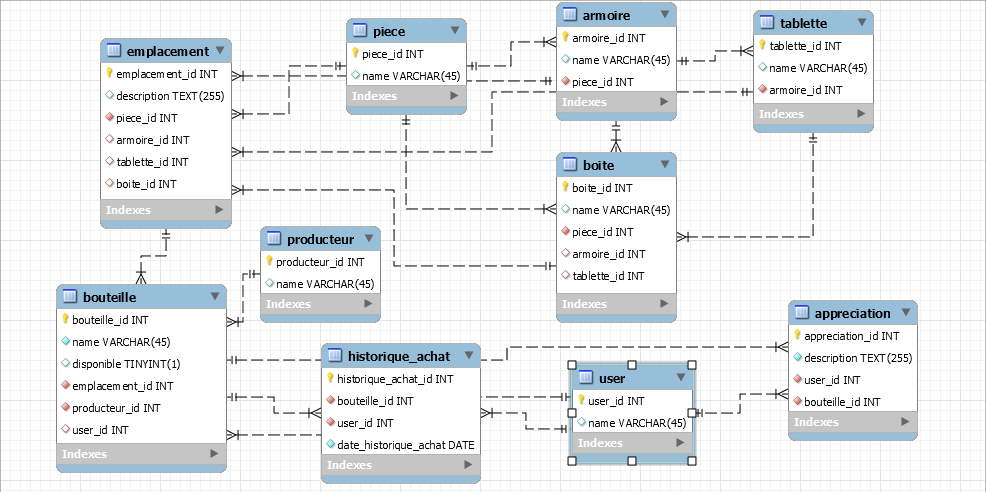 emplacement
emplacement_id INT
description TEXT(255)
piece_id INT
armoire_id INT
tablette_id INT
boite_id INT
Indexes
piece
piece_id INT
name VARCHAR(45)
Indexes
armoire
armoire_id INT
name VARCHAR(45)
piece_id INT
Indexes
tablette
tablette_id INT
name VARCHAR(45)
armoire_id INT
Indexes
boite
boite_id INT
name VARCHAR(45)
piece_id INT
armoire_id INT
tablette_id INT
Indexes
producteur
producteur_id INT
name VARCHAR(45)
Indexes
bouteille
bouteille_id INT
name VARCHAR(45)
disponible TINYINT(1)
emplacement_id INT
producteur_id INT
user_id INT
Indexes
historique_achat
historique_achat_id INT
bouteille_id INT
user_id INT
date_historique_achat DATE
Indexes
user
user_id INT
name VARCHAR(45)
Indexes
appreciation
appreciation_id INT
description TEXT(255)
user_id INT
bouteille_id INT
Indexes